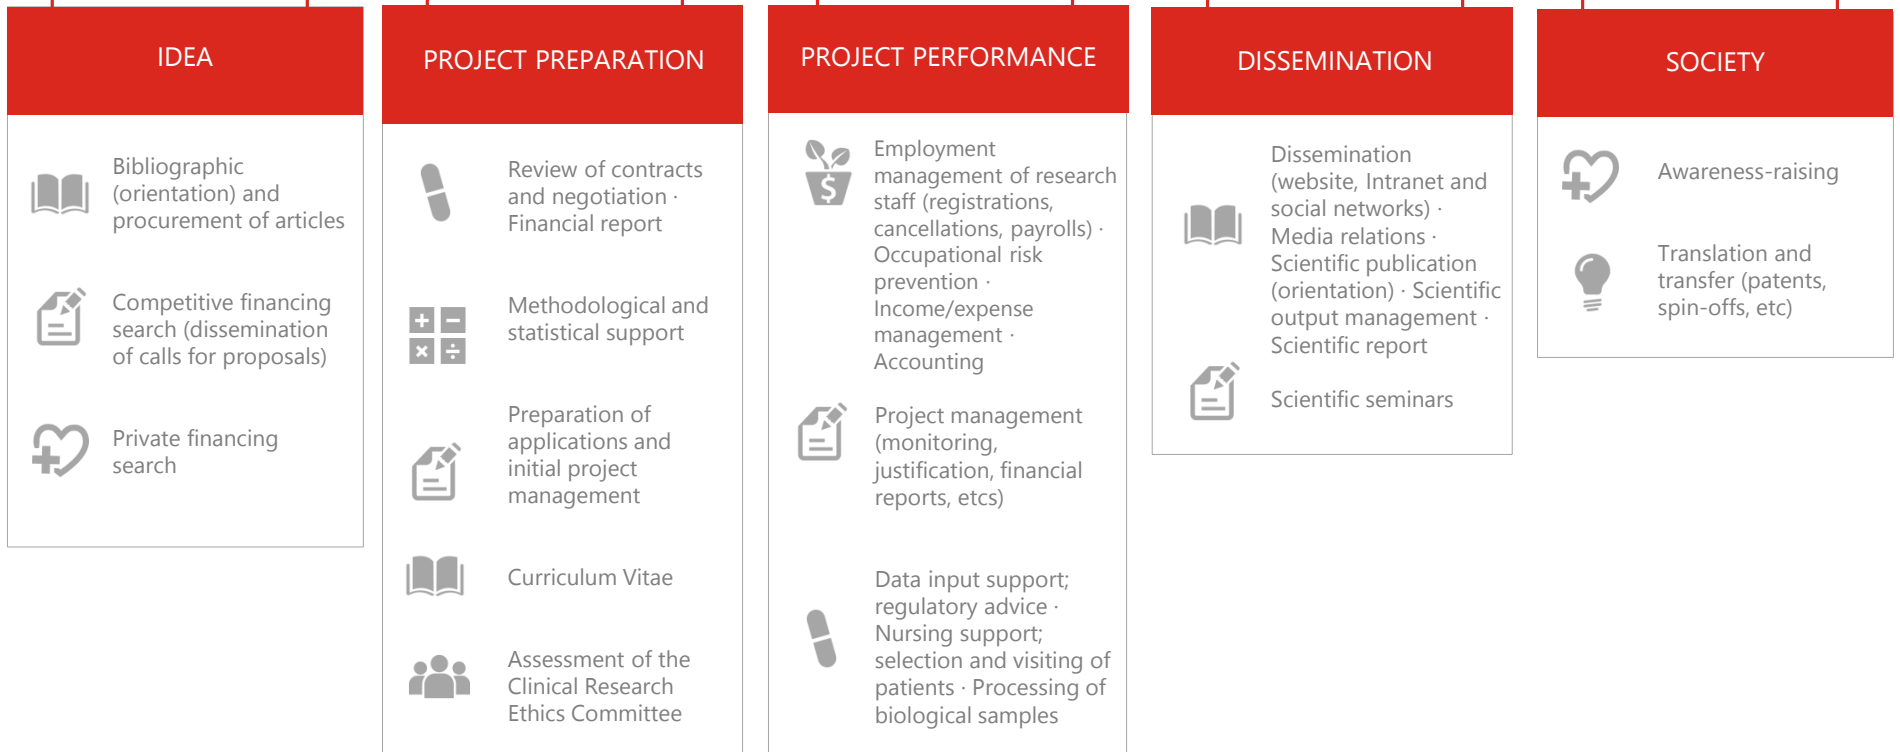 IDEA
Bibliographic
(orientation) and
procurement of articles
Competitive financing
search (dissemination
of calls for proposals)
Private financing
search
PROJECT PREPARATION
Review of contracts
and negotiation ·
Financial report
Methodological and
statistical support
Preparation of
applications and
initial project
management
Curriculum Vitae
Assessment of the
Clinical Research
Ethics Committee
PROJECT PERFORMANCE
Employment
management of research
staff (registrations,
cancellations, payrolls) ·
Occupational risk
prevention ·
Income/expense
management ·
Accounting
Project management
(monitoring,
justification, financial
reports, etcs)
Data input support;
regulatory advice ·
Nursing support;
selection and visiting of
patients · Processing of
biological samples
DISSEMINATION
Dissemination
(website, Intranet and
social networks) ·
Media relations ·
Scientific publication
(orientation) · Scientific
output management ·
Scientific report
Scientific seminars
SOCIETY
Awareness-raising
Translation and
transfer (patents,
spin-offs, etc)